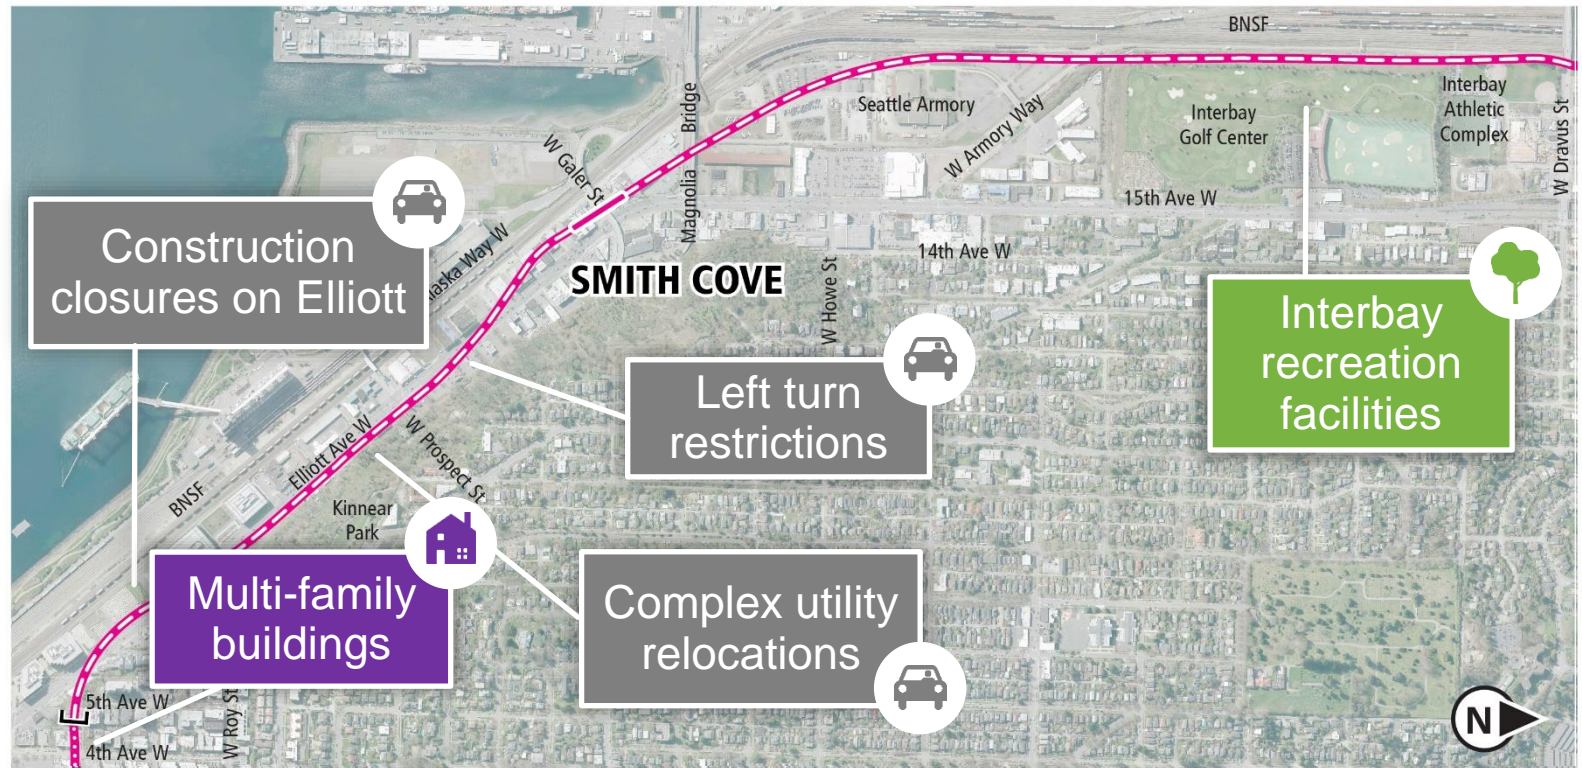 BNSF
Seattle Armory
W Armory Way
Interbay
Golf Center
Interbay
Athletic
Complex
W Dravus St
Magnolia Bridge
W Galer St
15th Ave W
14th Ave W
Construction
closures on Elliott
Way W
SMITH COVE
W Howe St
Interbay
recreation
facilities
Left turn
restrictions
Elliott Ave W
W Prospect St
BNSF
Kinnear
Park
Multi-family
buildings
Complex utility
relocations
5th Ave W
W Roy St
4th Ave W
N